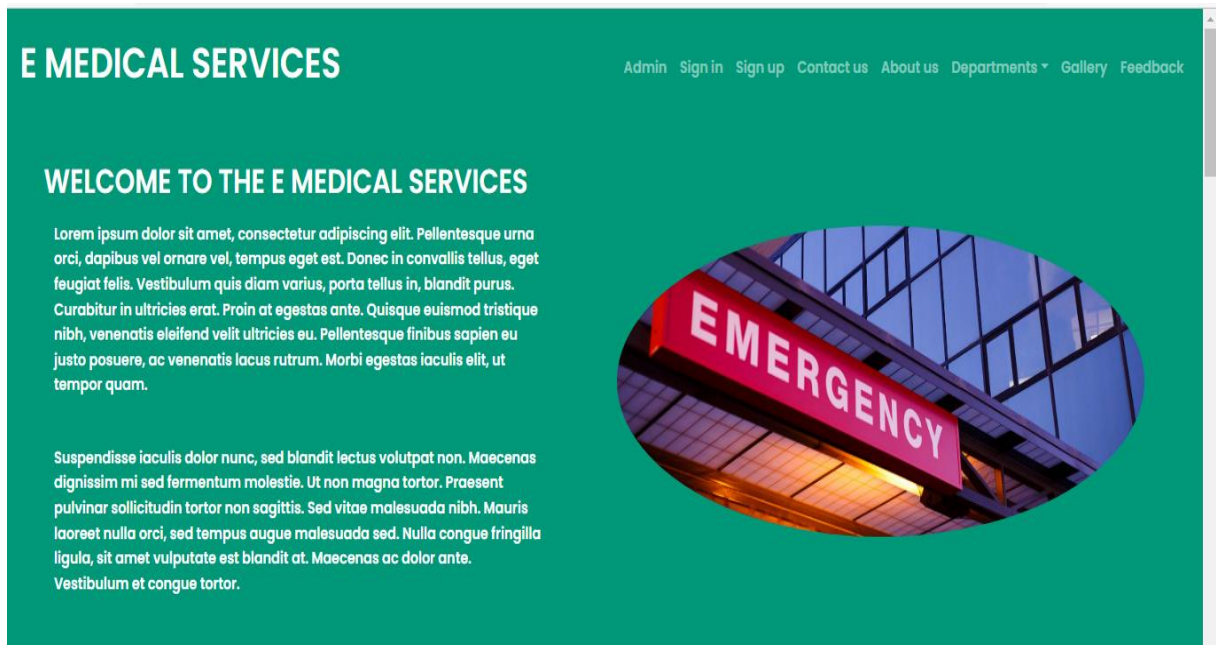 E MEDICAL SERVICES
Admin Sign in Sign up Contact us About us Departments Gallery Feedback
WELCOME TO THE E MEDICAL SERVICES
Lorem ipsum dolor sit amet, consectetur adipiscing elit. Pellentesque urna
orci, dapibus vel ornare vel, tempus eget est. Donec in convallis tellus, eget
feugiat felis. Vestibulum quis diam varius, porta tellus in, blandit purus.
Curabitur in ultricies erat. Proin at egestas ante. Quisque euismod tristique
nibh, venenatis eleifend velit ultricies eu. Pellentesque finibus sapien eu
justo posuere, ac venenatis lacus rutrum. Morbi egestas iaculis elit, ut
tempor quam.
Suspendisse iaculis dolor nunc, sed blandit lectus volutpat non. Maecenas
dignissim mi sed fermentum molestie. Ut non magna tortor. Praesent
pulvinar sollicitudin tortor non sagittis. Sed vitae malesuada nibh. Mauris
laoreet nulla orci, sed tempus augue malesuada sed. Nulla congue fringilla
ligula, sit amet vulputate est blandit at. Maecenas ac dolor ante.
Vestibulum et congue tortor.
EMERGENCY